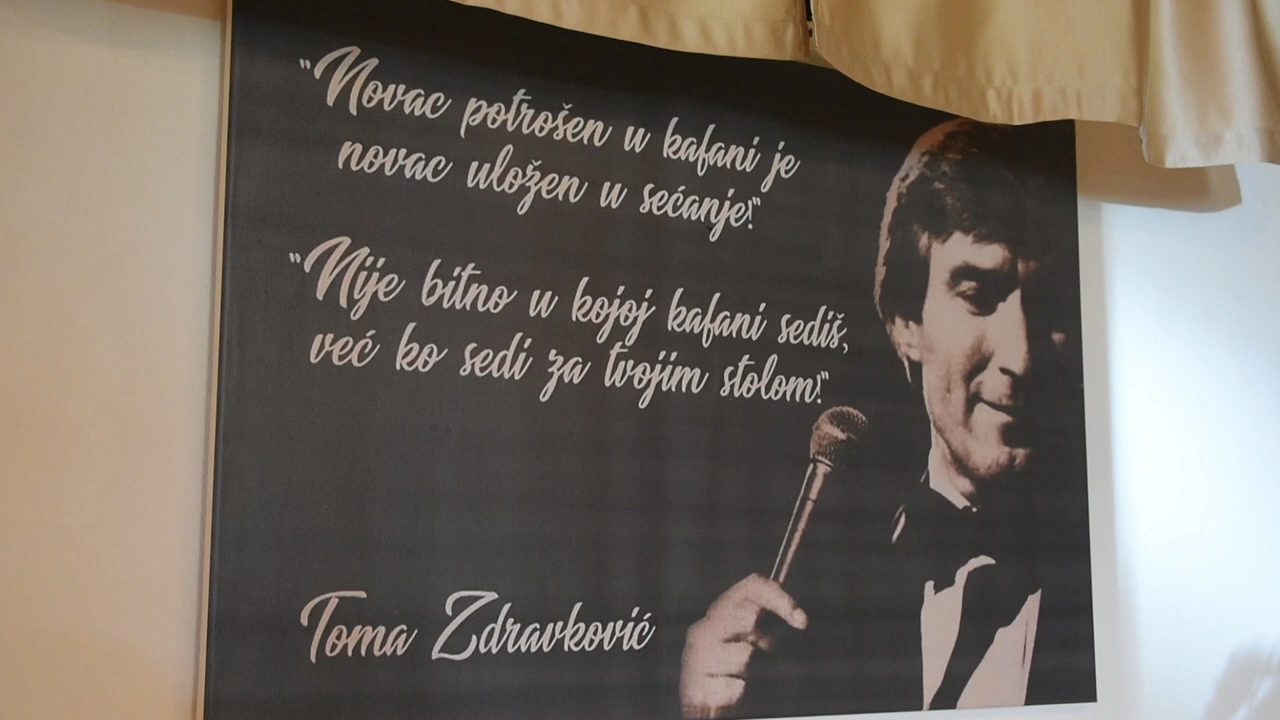 "Novac potrošen u kafani je
novac uložen u sećanje!"
"Nije bitno u kojoj kafani sediš,
već ko sedi za tvojim stolom!"
Toma Zdravković